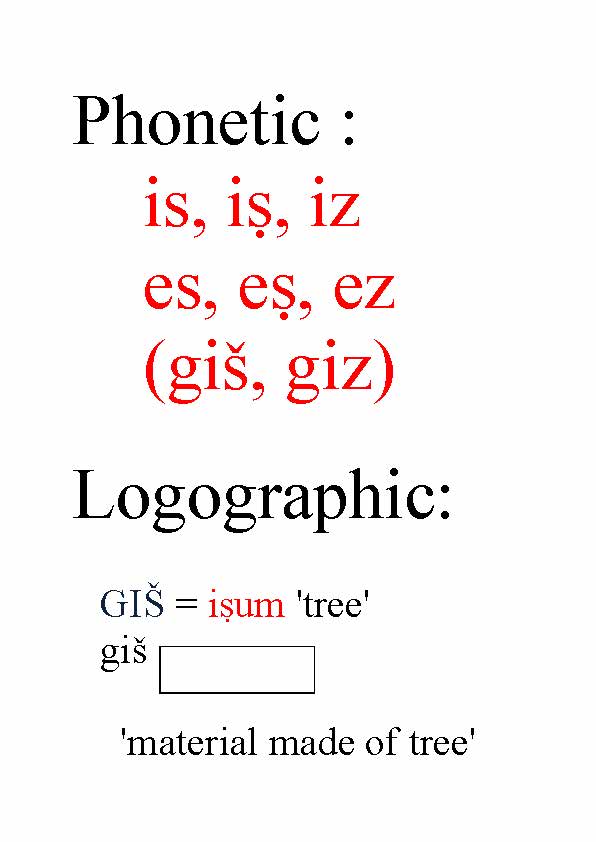 Phonetic :
is, iṣ, iz
es, eṣ, ez
(giš, giz)
Logographic:
GIŠ = iṣum 'tree'
giš
'material made of tree'